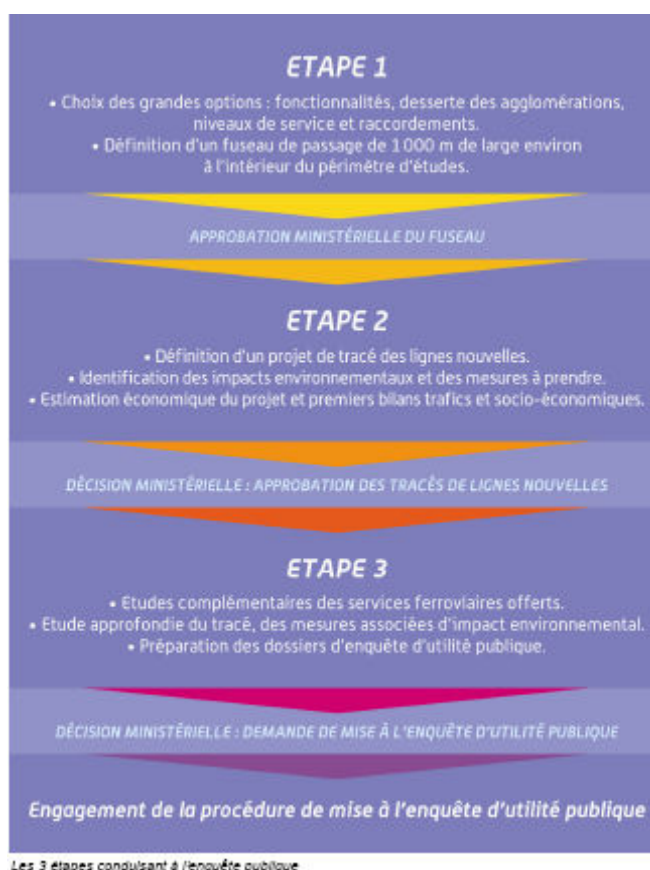 ETAPE 1
• Choix des grandes options : fonctionnalités, desserte des agglomérations,
niveaux de service et raccordements.
• Définition d'un fuseau de passage de 1 000 m de large environ
à l'intérieur du périmètre d'études.
APPROBATION MINISTÉRIELLE DU FUSEAU
ETAPE 2
• Définition d'un projet de tracé des lignes nouvelles.
• Identification des impacts environnementaux et des mesures à prendre.
• Estimation économique du projet et premiers bilans trafics et socio-économiques.
DÉCISION MINISTÉRIELLE : APPROBATION DES TRACÉS DE LIGNES NOUVELLES
ETAPE 3
• Etudes complémentaires des services ferroviaires offerts.
• Etude approfondie du tracé, des mesures associées d'impact environnemental.
• Préparation des dossiers d'enquête d'utilité publique.
DÉCISION MINISTÉRIELLE : DEMANDE DE MISE À L'ENQUÊTE D'UTILITÉ PUBLIQUE
Engagement de la procédure de mise à l'enquête d'utilité publique
Les 3 étapes conduisant à l'enquête publique